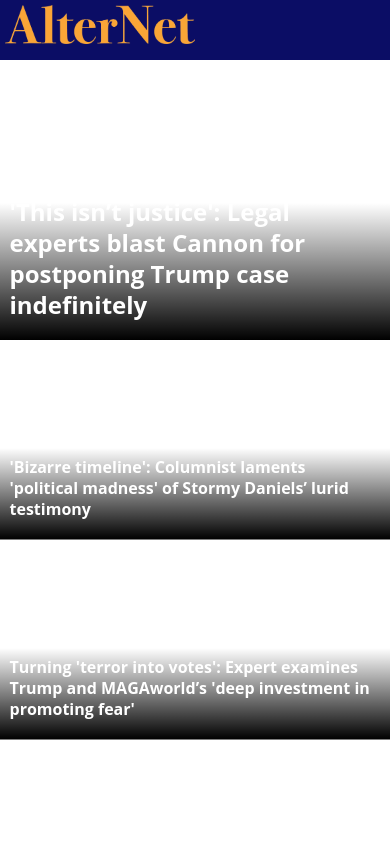 AlterNet
'This isn’t justice': Legal
experts blast Cannon for
postponing Trump case
indefinitely
'Bizarre timeline': Columnist laments
'political madness' of Stormy Daniels’ lurid
testimony
Turning 'terror into votes': Expert examines
Trump and MAGAworld’s 'deep investment in
promoting fear'